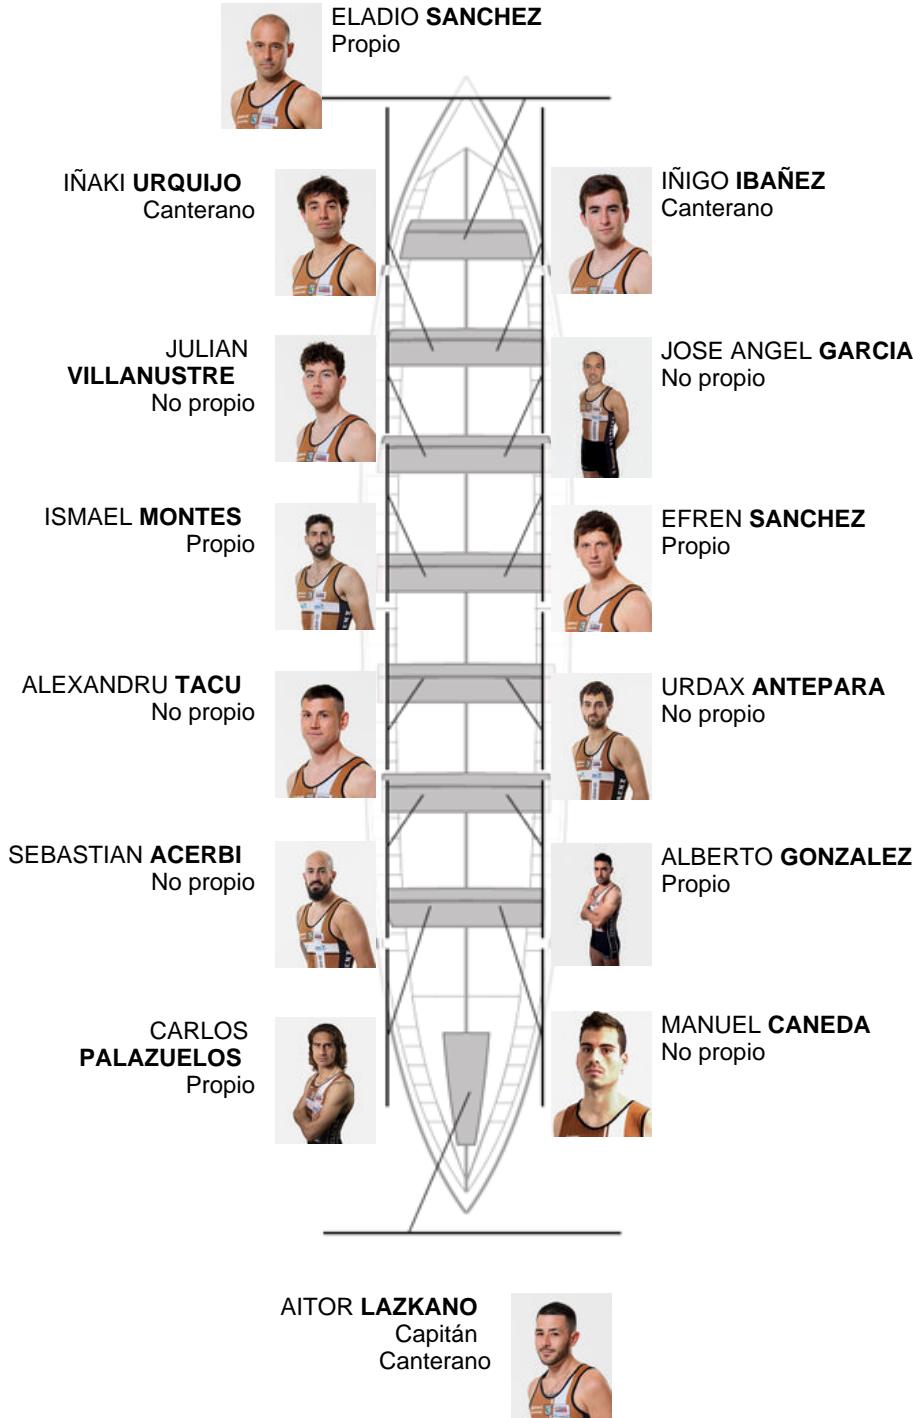 ELADIO SANCHEZ
Propio
IÑAKI URQUIJO
Canterano
IÑIGO IBAÑEZ
Canterano
JULIAN
VILLANUSTRE
No propio
JOSE ANGEL GARCIA
No propio
ISMAEL MONTES
Propio
EFREN SANCHEZ
Propio
ALEXANDRU TACU
No propio
URDAX ANTEPARA
No propio
SEBASTIAN ACERBI
No propio
ALBERTO GONZALEZ
Propio
CARLOS
PALAZUELOS
Propio
MANUEL CANEDA
No propio
AITOR LAZKANO
Capitán
Canterano